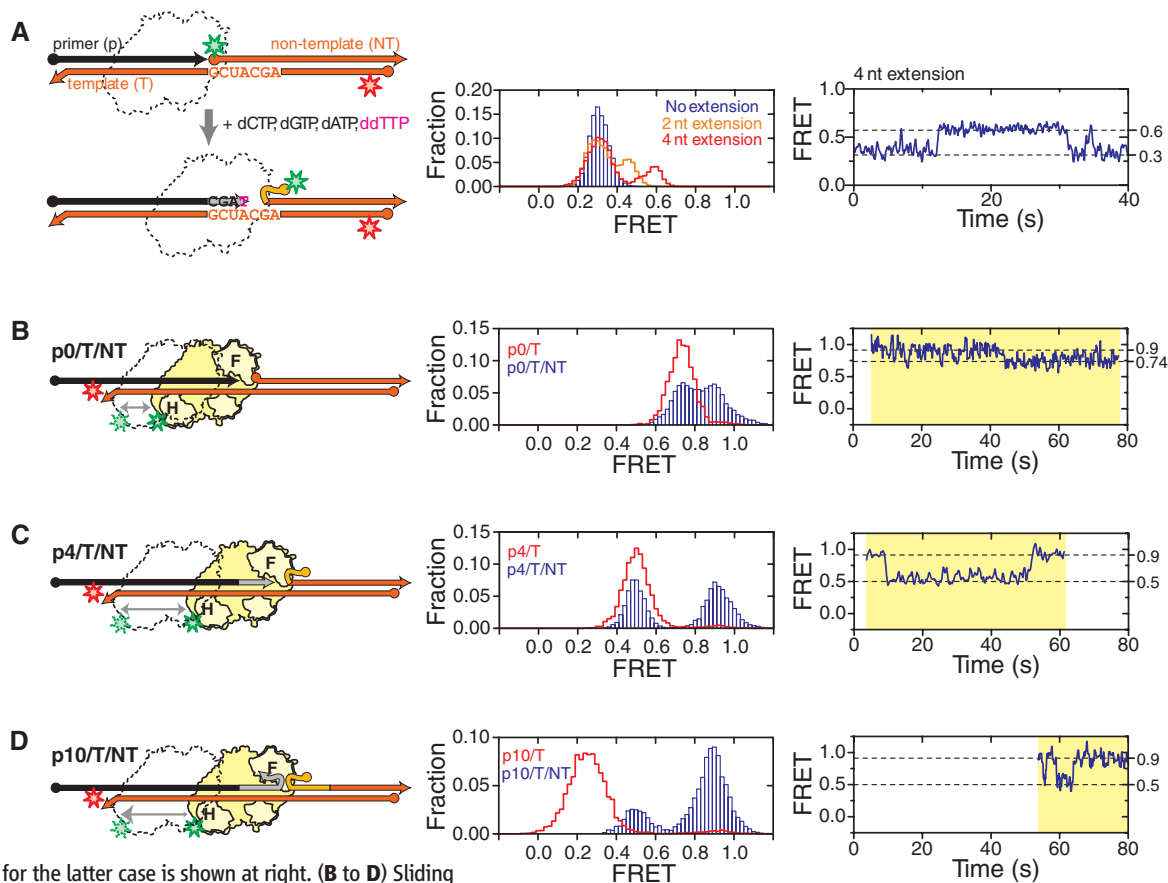 A
primer (p)
non-template (NT)
template (T)
GCUACGA
+ dCTP, dGTP, dATP, ddTTP
CGAT
GCUACGA
Fraction
0.20
0.15
0.10
0.05
0.00
No extension
2 nt extension
4 nt extension
0.0 0.2 0.4 0.6 0.8 1.0
FRET
4 nt extension
FRET
1.0
0.5
0.0
0.6
0.3
0 20 40
Time (s)
B
p0/T/NT
F
H
Fraction
0.15
0.10
0.05
0.00
p0/T
p0/T/NT
0.0 0.2 0.4 0.6 0.8 1.0
FRET
FRET
1.0
0.5
0.0
0.9
0.74
0 20 40 60 80
Time (s)
C
p4/T/NT
F
H
Fraction
0.15
0.10
0.05
0.00
p4/T
p4/T/NT
0.0 0.2 0.4 0.6 0.8 1.0
FRET
FRET
1.0
0.5
0.0
0.9
0.5
0 20 40 60 80
Time (s)
D
p10/T/NT
F
H
Fraction
0.10
0.05
0.00
p10/T
p10/T/NT
0.0 0.2 0.4 0.6 0.8 1.0
FRET
FRET
1.0
0.5
0.0
0.9
0.5
0 20 40 60 80
Time (s)
for the latter case is shown at right. (B to D) Sliding